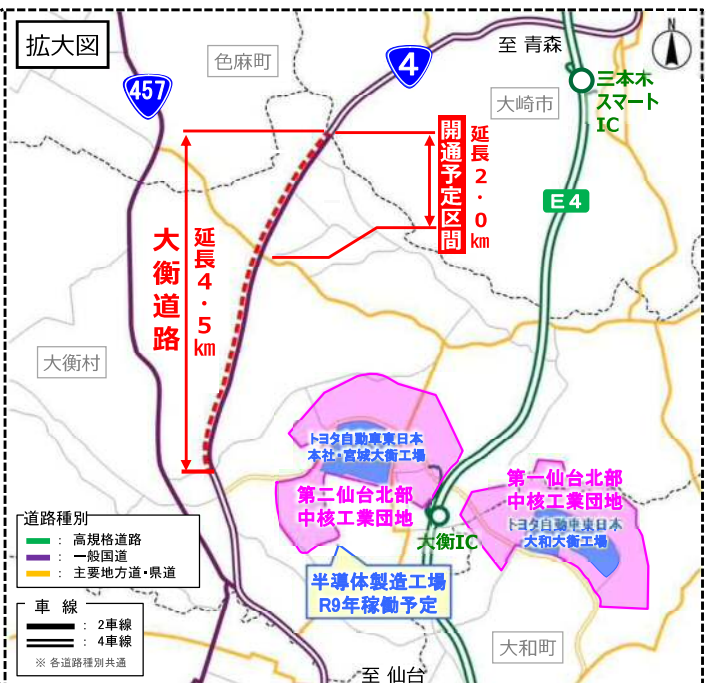 拡大図
色麻町
457
4
至 青森
N
大崎市
三本木
スマート
IC
開通予定区間
延長2・0km
E4
大衡道路
延長4・5km
大衡村
トヨタ自動車東日本
本社・宮城大衡工場
第二仙台北部
中核工業団地
第一仙台北部
中核工業団地
トヨタ自動車東日本
大和大衡工場
大衡IC
半導体製造工場
R9年稼働予定
道路種別
： 高規格道路
： 一般国道
： 主要地方道・県道
車 線
： 2車線
： 4車線
※ 各道路種別共通
大和町
至 仙台